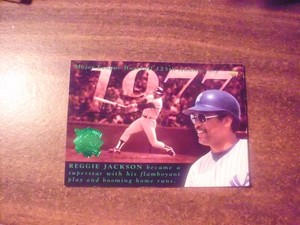 1977
REGGIE JACKSON became a
superstar with his flamboyant
play and booming home runs.